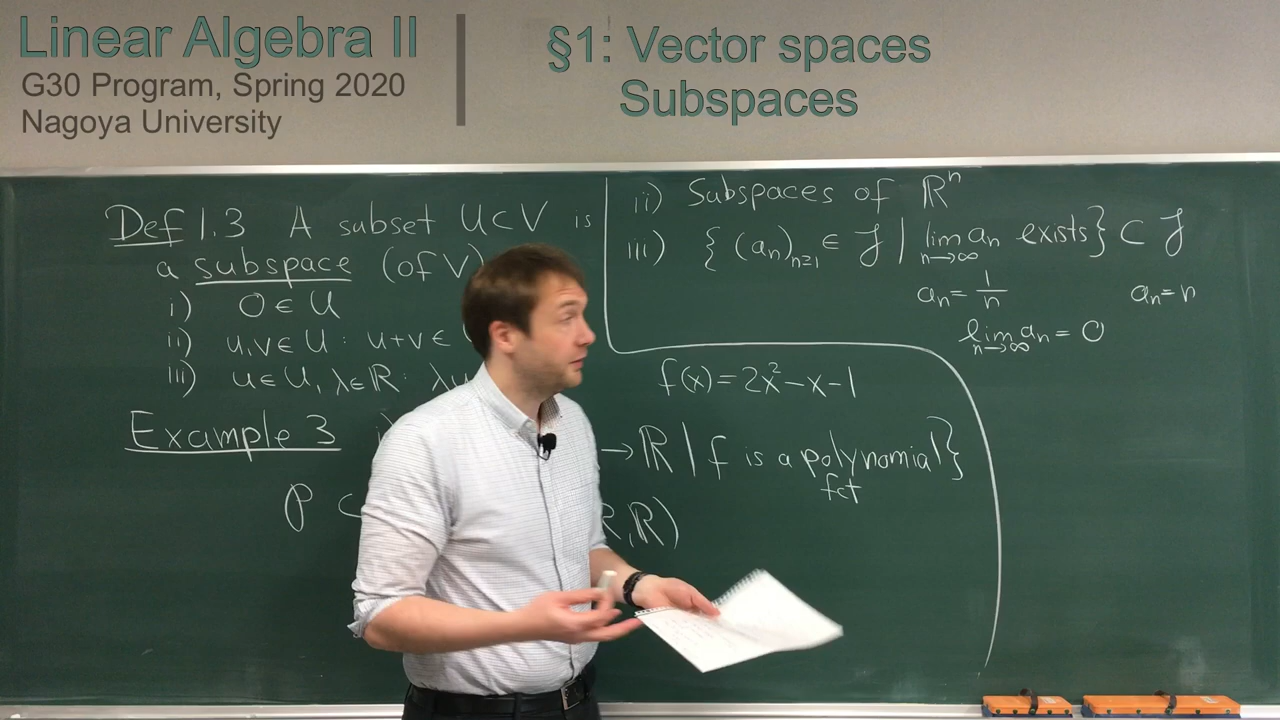 Linear Algebra II
G30 Program, Spring 2020
Nagoya University
§1: Vector spaces
Subspaces
Def 1.3 A subset U⊂V is
a subspace (of V)
i) 0∈U
ii) u,v∈U: u+v∈
iii) u∈U, λ∈ℝ: λu
Example 3 i)
→ℝ | f is a polynomial}
fct
P ⊂
ℝ,ℝ)
ii) Subspaces of ℝⁿ
iii) { (aₙ)ₙ≥₁ ∈ 𝒥 | lim aₙ exists} ⊂ 𝒥
n→∞
aₙ = 1/n
aₙ = n
lim aₙ = 0
n→∞
f(x) = 2x²-x-1